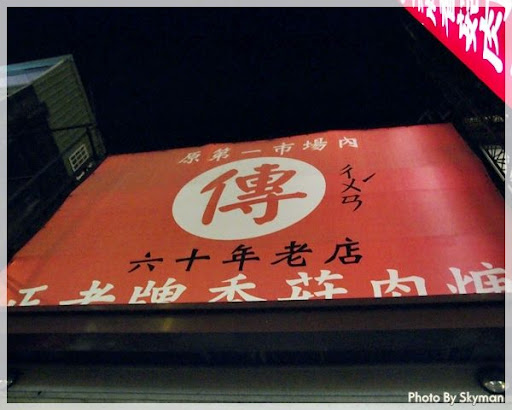 原第一市場內
傳
ㄔㄨㄢˊ
六十年老店
老牌香菇肉焿
Photo By Skyman